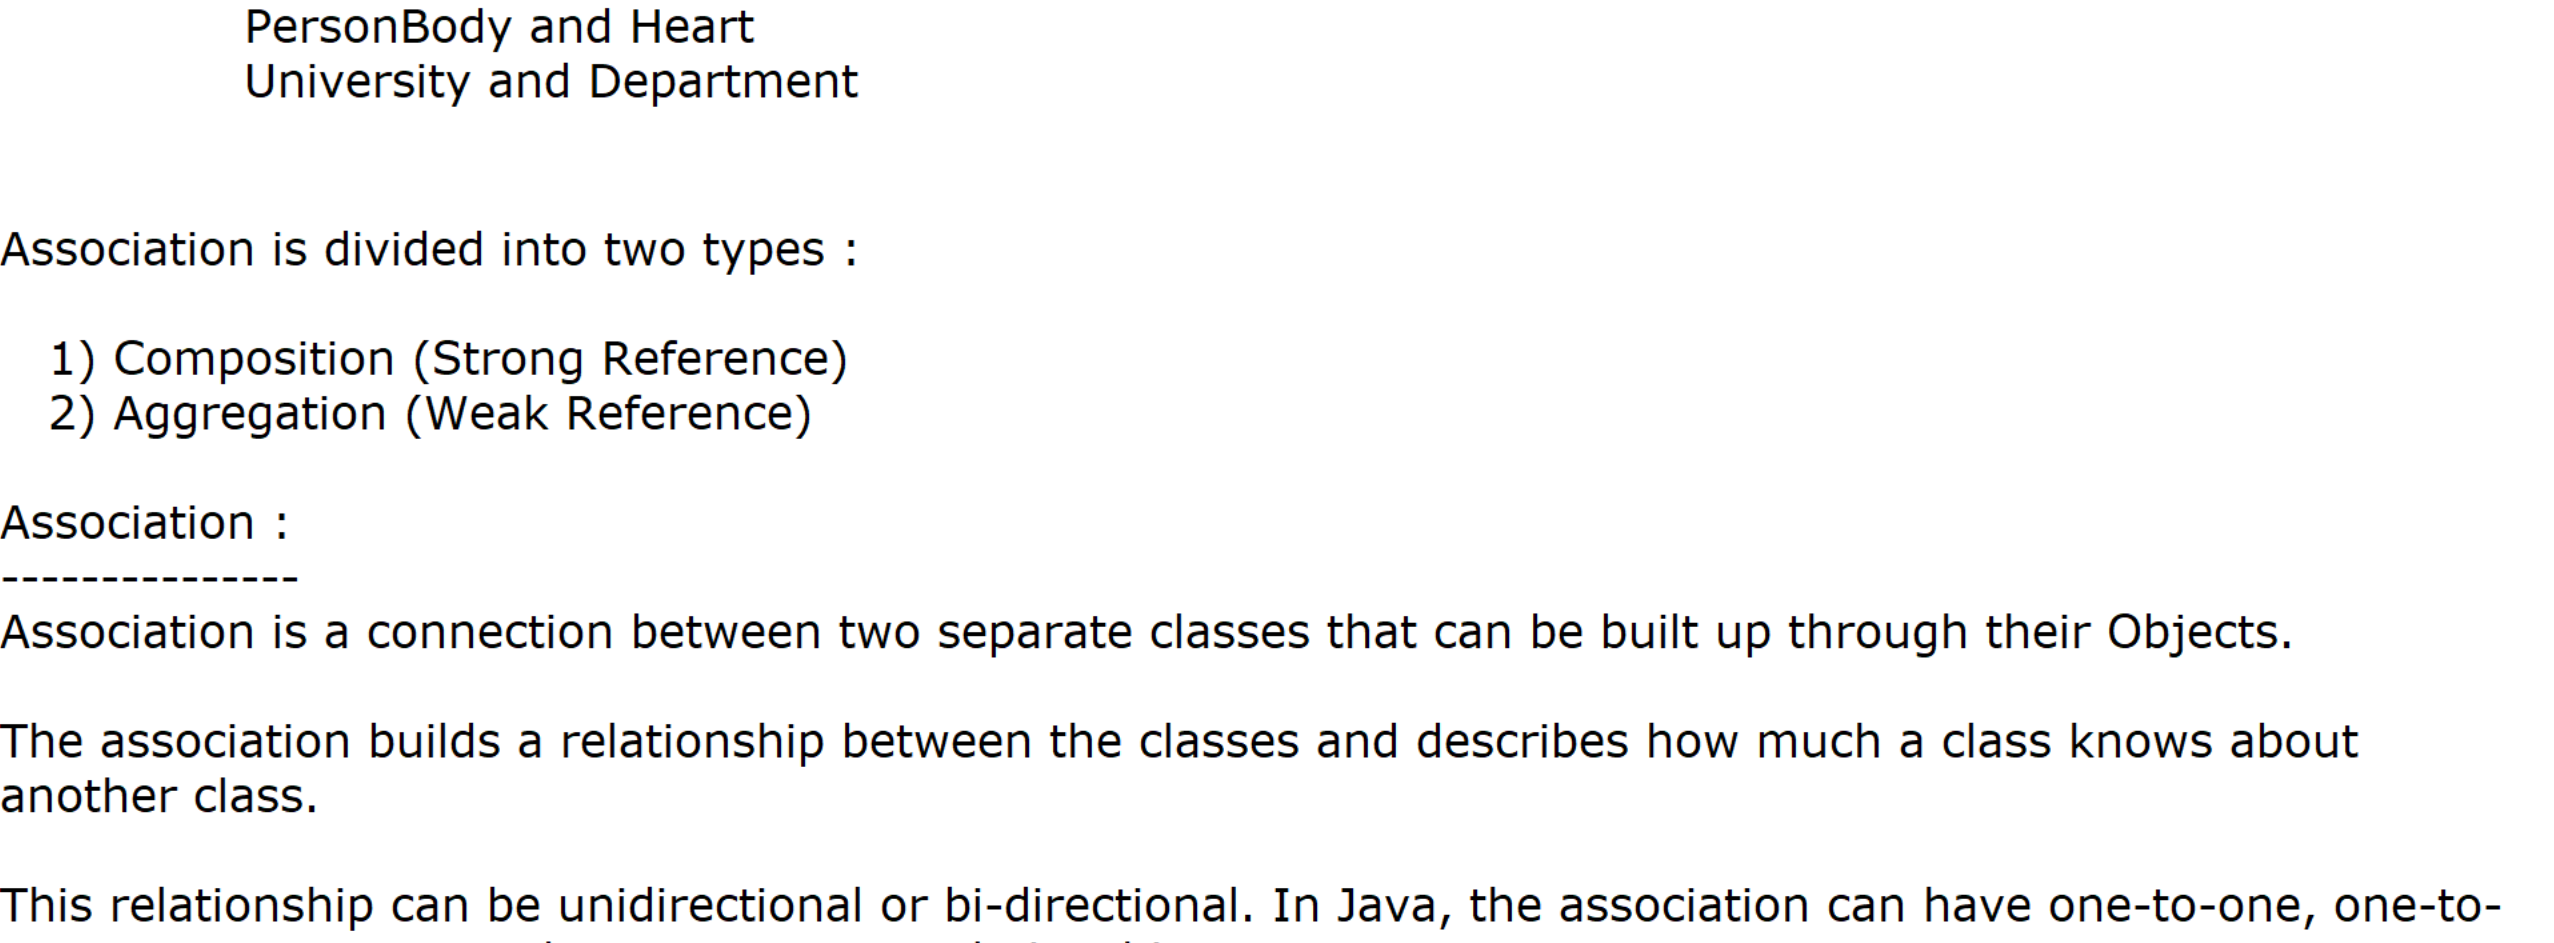 PersonBody and Heart
University and Department
Association is divided into two types :
1) Composition (Strong Reference)
2) Aggregation (Weak Reference)
Association :
---------------
Association is a connection between two separate classes that can be built up through their Objects.
The association builds a relationship between the classes and describes how much a class knows about
another class.
This relationship can be unidirectional or bi-directional. In Java, the association can have one-to-one, one-to-